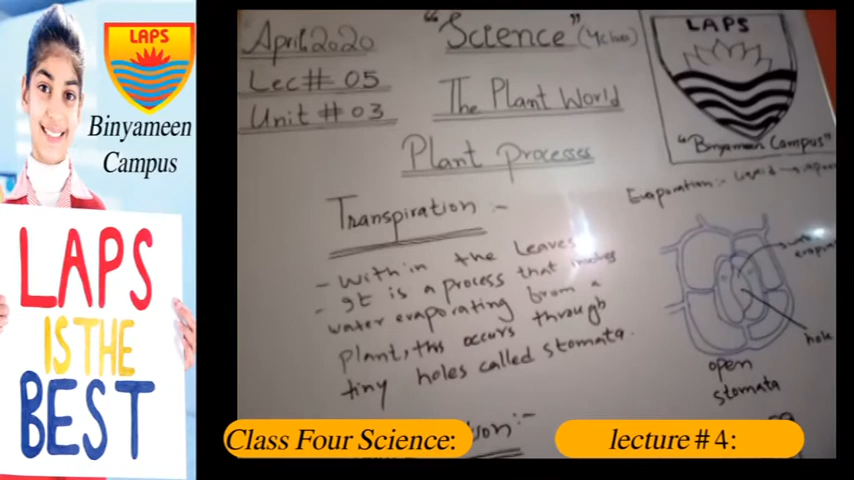 LAPS
Binyameen
Campus
LAPS
IS THE
BEST
April 2020
Lec# 05
Unit # 03
"Science"
The Plant World
Plant Processes
LAPS
"Binyameen Campus"
Transpiration :-
- Within the Leaves
- It is a process that involves
water evaporating from a
plant, this occurs through
tiny holes called stomata.
Evaporation:-
hole
open
stomata
Class Four Science:
lecture # 4: